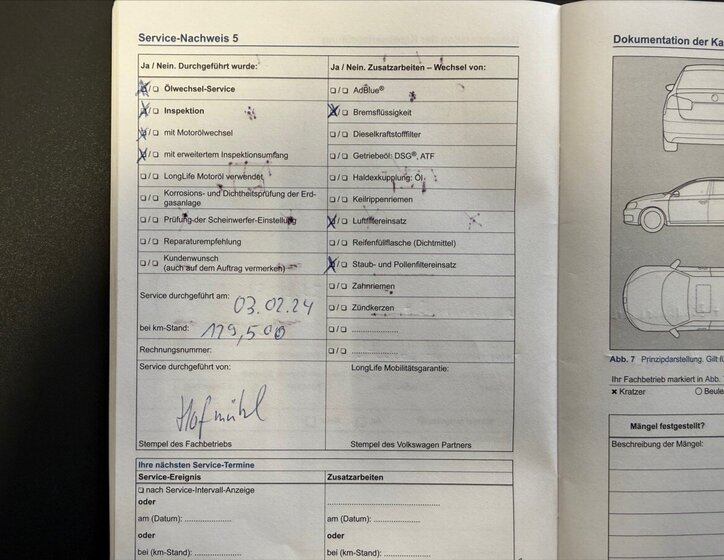 Service-Nachweis 5
Dokumentation der Ka
Ja / Nein. Durchgeführt wurde:
Ja / Nein. Zusatzarbeiten – Wechsel von:
❑/❑ Ölwechsel-Service
❑/❑ AdBlue®
❑/❑ Inspektion
❑/❑ Bremsflüssigkeit
❑/❑ mit Motorölwechsel
❑/❑ Dieselkraftstofffilter
❑/❑ mit erweitertem Inspektionsumfang
❑/❑ Getriebeöl: DSG®, ATF
❑/❑ LongLife Motoröl verwendet
❑/❑ Haldexkupplung: Öl
❑/❑ Korrosions- und Dichtheitsprüfung der Erd-
gasanlage
❑/❑ Keilrippenriemen
❑/❑ Prüfung der Scheinwerfer-Einstellung
❑/❑ Luftfiltereinsatz
❑/❑ Reparaturempfehlung
❑/❑ Reifenfüllflasche (Dichtmittel)
❑/❑ Kundenwunsch
(auch auf dem Auftrag vermerken)
❑/❑ Staub- und Pollenfiltereinsatz
❑/❑ Zahnriemen
Service durchgeführt am: 03.02.24
❑/❑ Zündkerzen
bei km-Stand: 179,500
❑/❑ ....................
Rechnungsnummer:
❑/❑ ....................
Service durchgeführt von:
LongLife Mobilitätsgarantie:
Hofmühl
Stempel des Fachbetriebs
Stempel des Volkswagen Partners
Ihre nächsten Service-Termine
Service-Ereignis
Zusatzarbeiten
❑ nach Service-Intervall-Anzeige
oder
oder
am (Datum): ....................
am (Datum): ....................
oder
oder
bei (km-Stand): ....................
bei (km-Stand): ....................
Abb. 7 Prinzipdarstellung. Gilt fü
Ihr Fachbetrieb markiert in Abb.
✖ Kratzer
○ Beule
Mängel festgestellt?
Beschreibung der Mängel: